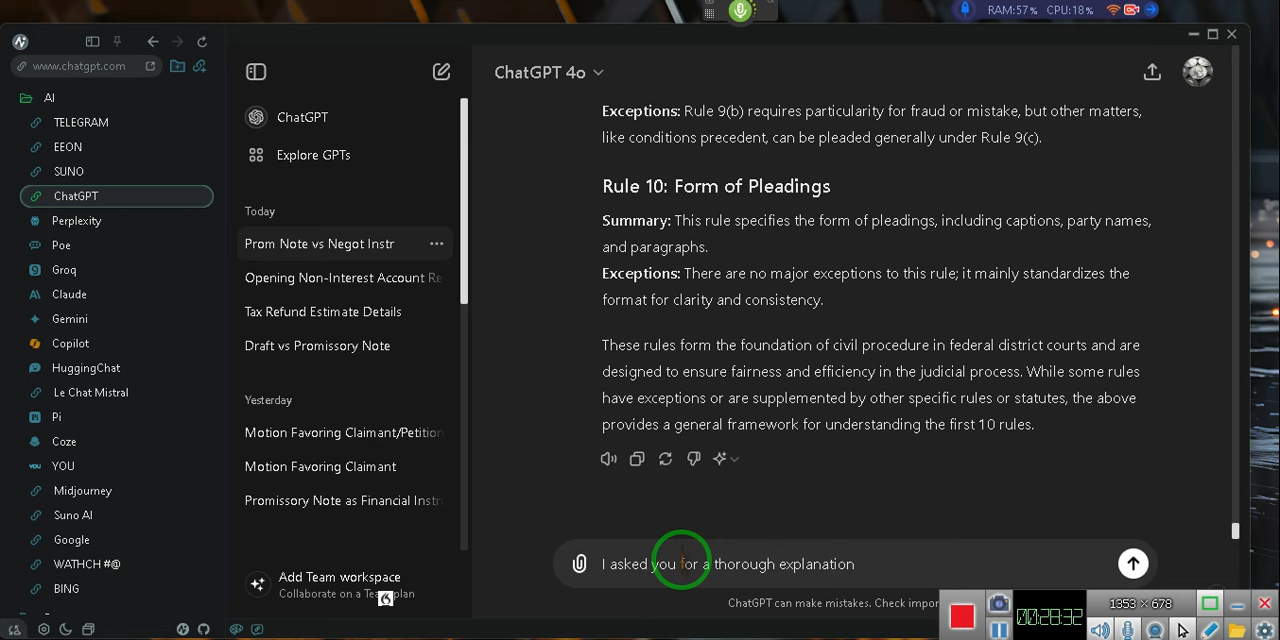 RAM:57% CPU:18%
www.chatgpt.com
AI
TELEGRAM
EEON
SUNO
ChatGPT
Perplexity
Poe
Groq
Claude
Gemini
Copilot
HuggingChat
Le Chat Mistral
Pi
Coze
YOU
YOU
Midjourney
Suno AI
Google
WATHCH #@
BING
ChatGPT
Explore GPTs
Today
Prom Note vs Negot Instr
Opening Non-Interest Account Re
Tax Refund Estimate Details
Draft vs Promissory Note
Yesterday
Motion Favoring Claimant/Petition
Motion Favoring Claimant
Promissory Note as Financial Instr
Add Team workspace
Collaborate on a Team plan
ChatGPT 4o
Exceptions: Rule 9(b) requires particularity for fraud or mistake, but other matters,
like conditions precedent, can be pleaded generally under Rule 9(c).
Rule 10: Form of Pleadings
Summary: This rule specifies the form of pleadings, including captions, party names,
and paragraphs.
Exceptions: There are no major exceptions to this rule; it mainly standardizes the
format for clarity and consistency.
These rules form the foundation of civil procedure in federal district courts and are
designed to ensure fairness and efficiency in the judicial process. While some rules
have exceptions or are supplemented by other specific rules or statutes, the above
provides a general framework for understanding the first 10 rules.
I asked you for a thorough explanation
ChatGPT can make mistakes. Check impor
1353 × 678
00:28:32